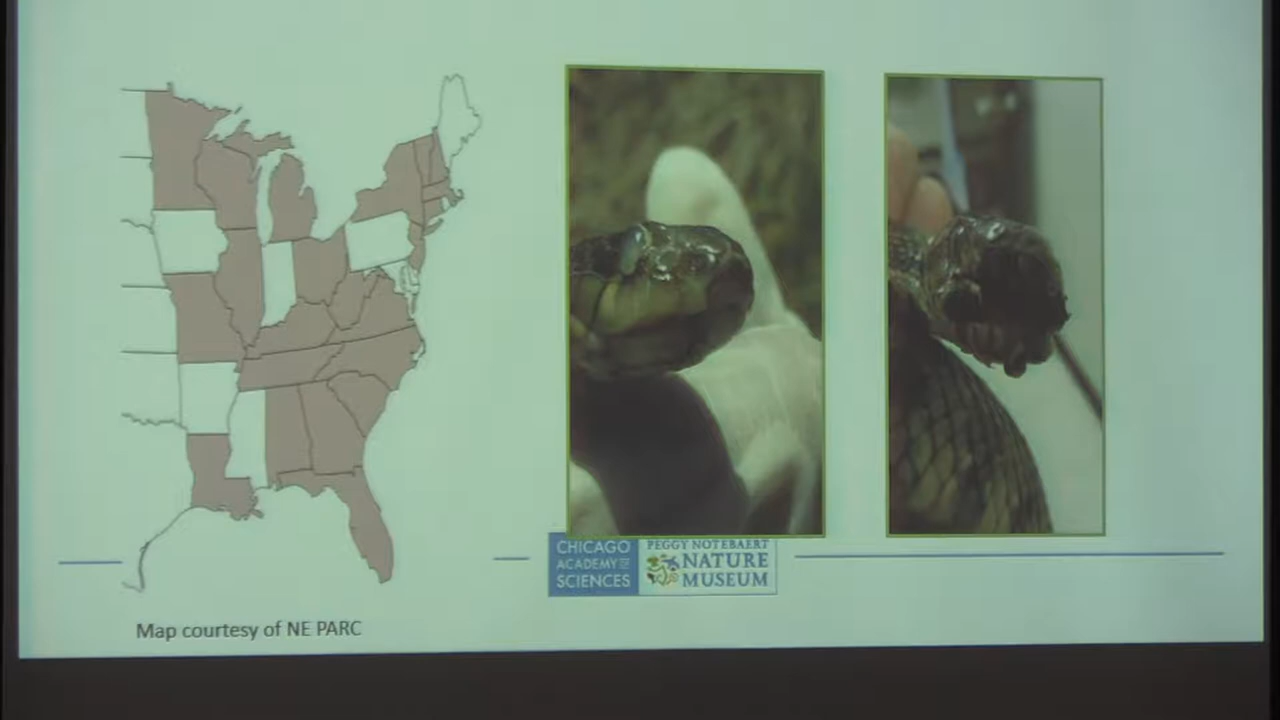 CHICAGO
ACADEMY OF
SCIENCES
PEGGY NOTEBAERT
NATURE
MUSEUM
Map courtesy of NE PARC